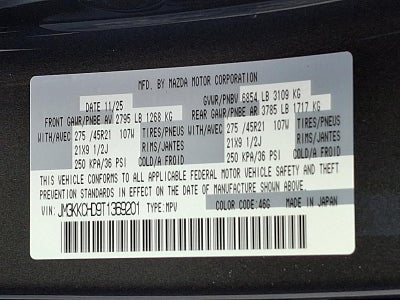 MFD. BY MAZDA MOTOR CORPORATION
DATE 11/25 GVWR/PNBV 6854 LB 3109 KG
FRONT GAWR/PNBE AV 2795 LB 1268 KG REAR GAWR/PNBE AR 3785 LB 1717 KG
WITH/AVEC 275 /45R21 107W TIRES/PNEUS WITH/AVEC 275 /45R21 107W TIRES/PNEUS
21X9 1/2J RIMS/JANTES 21X9 1/2J RIMS/JANTES
250 KPA/36 PSI COLD/A FROID 250 KPA/36 PSI COLD/A FROID
THIS VEHICLE CONFORMS TO ALL APPLICABLE FEDERAL MOTOR VEHICLE SAFETY AND THEFT
PREVENTION STANDARDS IN EFFECT ON THE DATE OF MANUFACTURE SHOWN ABOVE.
VIN: JM3KKCHD9T1369201 TYPE:MPV COLOR CODE:46G MADE IN JAPAN